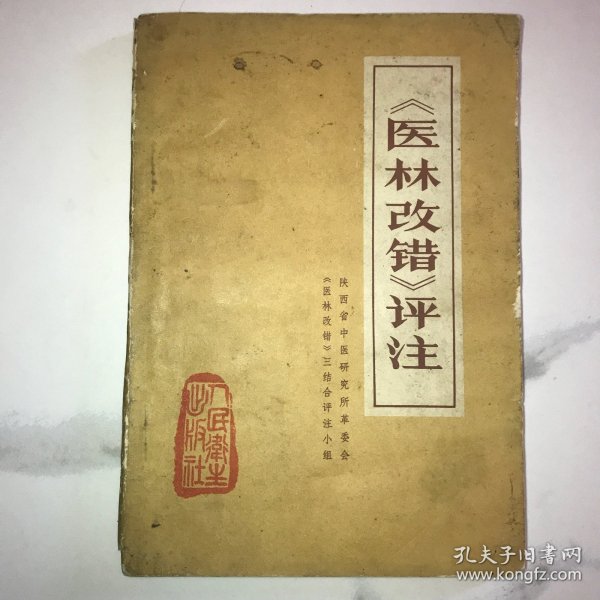 《医林改错》评注
陕西省中医研究所革委会
《医林改错》三结合评注小组
人民衛生
出版社
孔夫子旧书网
www.kongfz.com